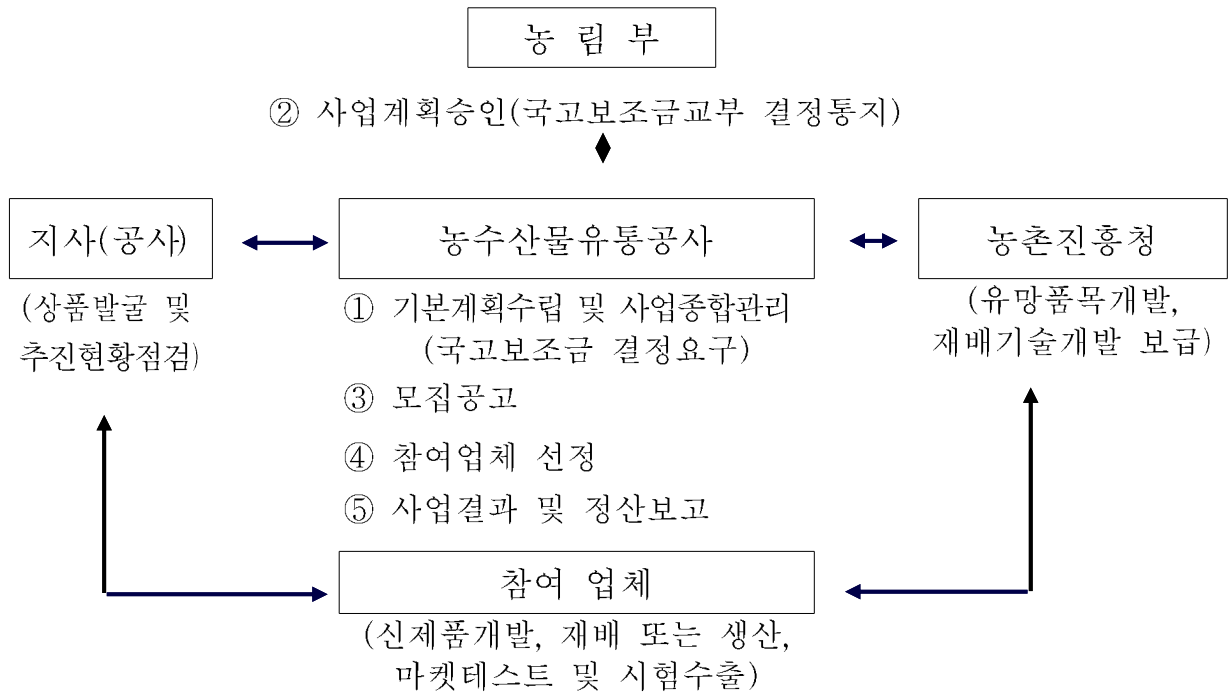 농 림 부
② 사업계획승인(국고보조금교부 결정통지)
지사(공사)
농수산물유통공사
농촌진흥청
(상품발굴 및
추진현황점검)
① 기본계획수립 및 사업종합관리
(국고보조금 결정요구)
③ 모집공고
④ 참여업체 선정
⑤ 사업결과 및 정산보고
(유망품목개발,
재배기술개발 보급)
참여 업체
(신제품개발, 재배 또는 생산,
마켓테스트 및 시험수출)